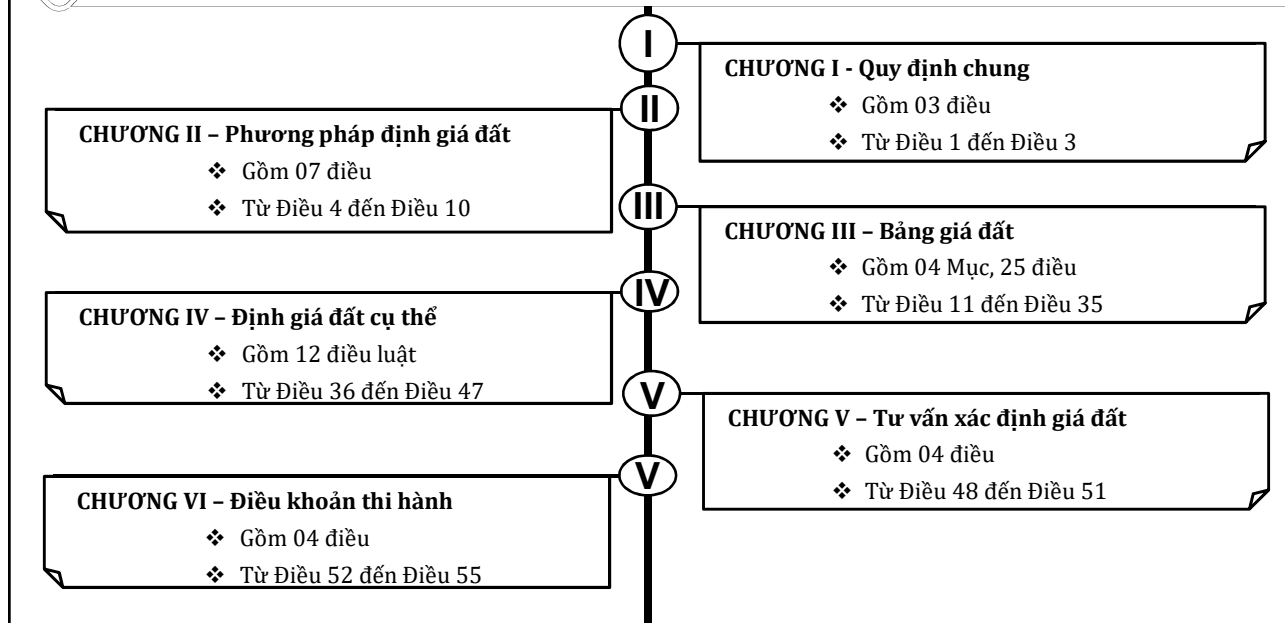 I
CHƯƠNG I - Quy định chung
❖ Gồm 03 điều
❖ Từ Điều 1 đến Điều 3
II
CHƯƠNG II – Phương pháp định giá đất
❖ Gồm 07 điều
❖ Từ Điều 4 đến Điều 10
III
CHƯƠNG III – Bảng giá đất
❖ Gồm 04 Mục, 25 điều
❖ Từ Điều 11 đến Điều 35
IV
CHƯƠNG IV – Định giá đất cụ thể
❖ Gồm 12 điều luật
❖ Từ Điều 36 đến Điều 47
V
CHƯƠNG V – Tư vấn xác định giá đất
❖ Gồm 04 điều
❖ Từ Điều 48 đến Điều 51
V
CHƯƠNG VI – Điều khoản thi hành
❖ Gồm 04 điều
❖ Từ Điều 52 đến Điều 55